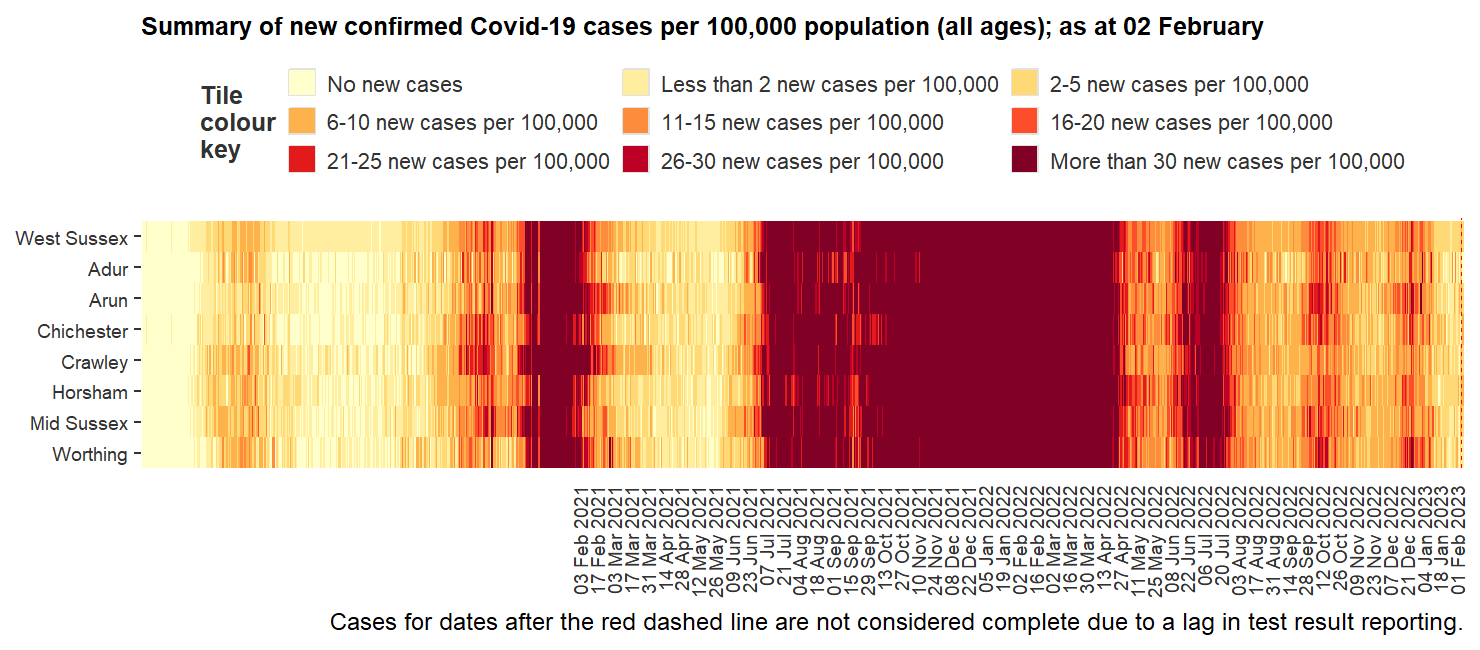 Summary of new confirmed Covid-19 cases per 100,000 population (all ages); as at 02 February
Tile
colour
key
No new cases
Less than 2 new cases per 100,000
2-5 new cases per 100,000
6-10 new cases per 100,000
11-15 new cases per 100,000
16-20 new cases per 100,000
21-25 new cases per 100,000
26-30 new cases per 100,000
More than 30 new cases per 100,000
West Sussex
Adur
Arun
Chichester
Crawley
Horsham
Mid Sussex
Worthing
03 Feb 2021
17 Feb 2021
03 Mar 2021
17 Mar 2021
31 Mar 2021
14 Apr 2021
28 Apr 2021
12 May 2021
26 May 2021
09 Jun 2021
23 Jun 2021
07 Jul 2021
21 Jul 2021
04 Aug 2021
18 Aug 2021
01 Sep 2021
15 Sep 2021
29 Sep 2021
13 Oct 2021
27 Oct 2021
10 Nov 2021
24 Nov 2021
08 Dec 2021
22 Dec 2021
05 Jan 2022
19 Jan 2022
02 Feb 2022
16 Feb 2022
02 Mar 2022
16 Mar 2022
30 Mar 2022
13 Apr 2022
27 Apr 2022
11 May 2022
25 May 2022
08 Jun 2022
22 Jun 2022
06 Jul 2022
20 Jul 2022
03 Aug 2022
17 Aug 2022
31 Aug 2022
14 Sep 2022
28 Sep 2022
12 Oct 2022
26 Oct 2022
09 Nov 2022
23 Nov 2022
07 Dec 2022
21 Dec 2022
04 Jan 2023
18 Jan 2023
01 Feb 2023
Cases for dates after the red dashed line are not considered complete due to a lag in test result reporting.